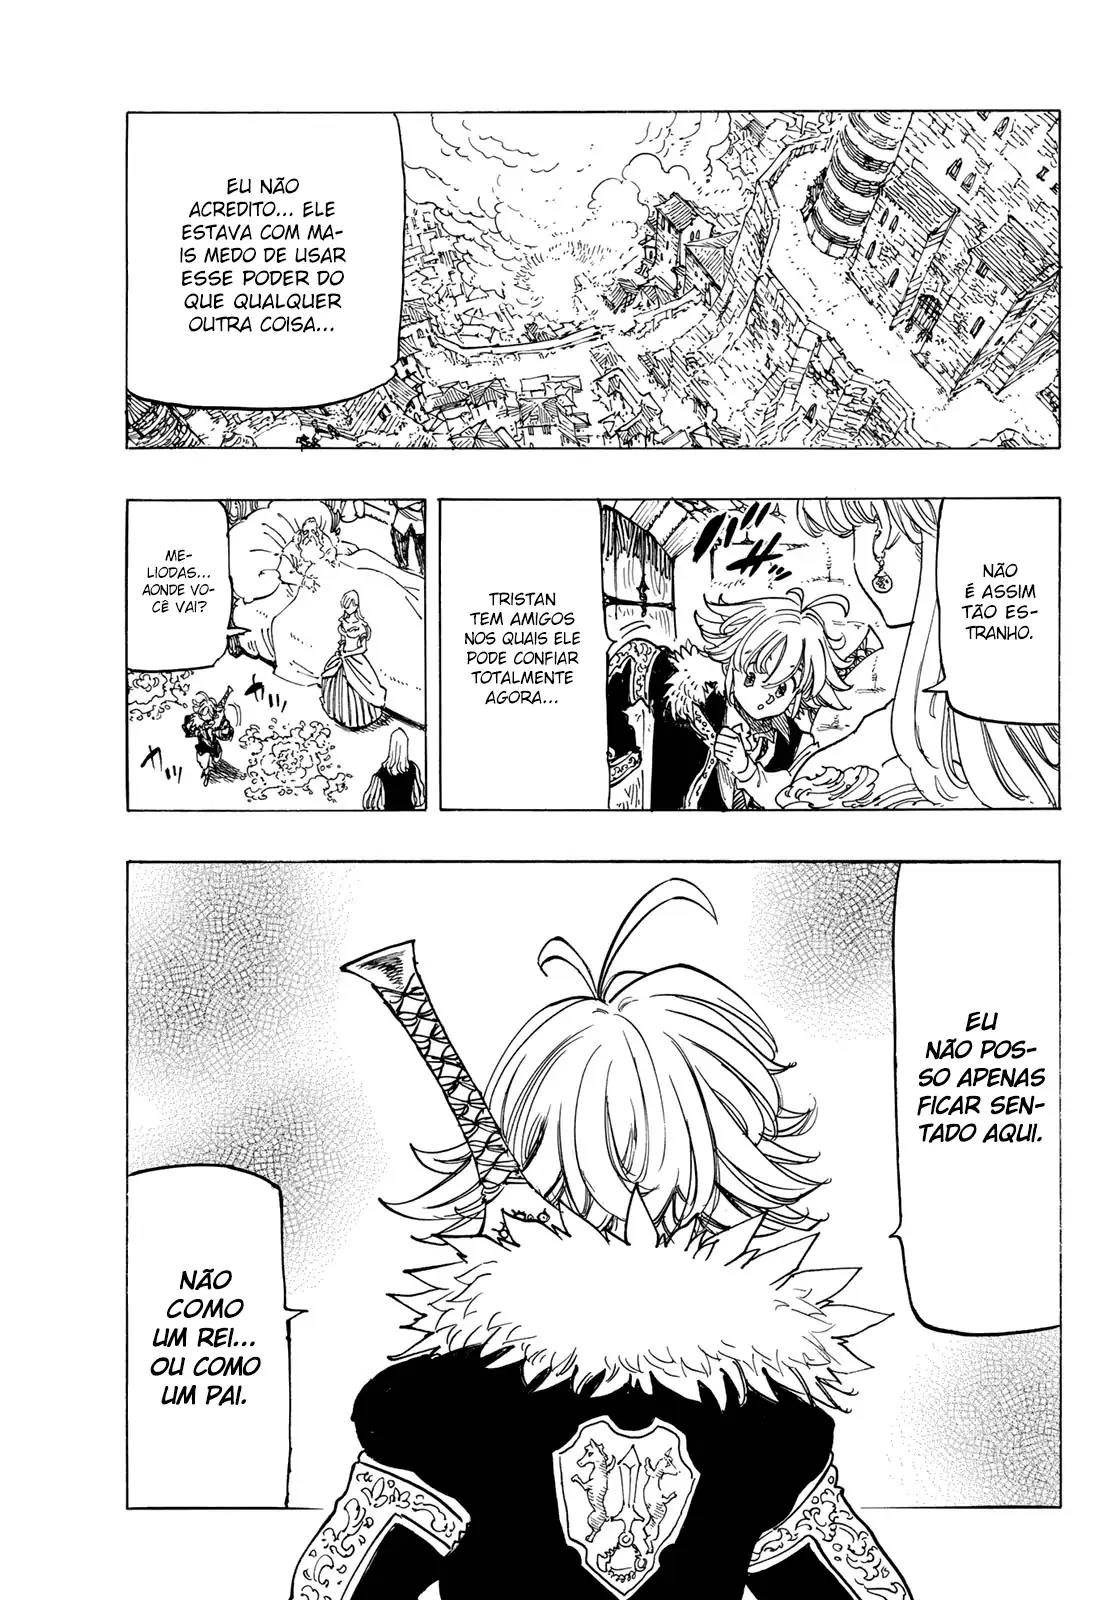 EU NÃO
ACREDITO... ELE
ESTAVA COM MA-
IS MEDO DE USAR
ESSE PODER DO
QUE QUALQUER
OUTRA COISA...
NÃO
É ASSIM
TÃO ES-
TRANHO.
TRISTAN
TEM AMIGOS
NOS QUAIS ELE
PODE CONFIAR
TOTALMENTE
AGORA...
ME-
LIODAS...
AONDE VO-
CÊ VAI?
EU
NÃO POS-
SO APENAS
FICAR SEN-
TADO AQUI.
NÃO
COMO
UM REI...
OU COMO
UM PAI.